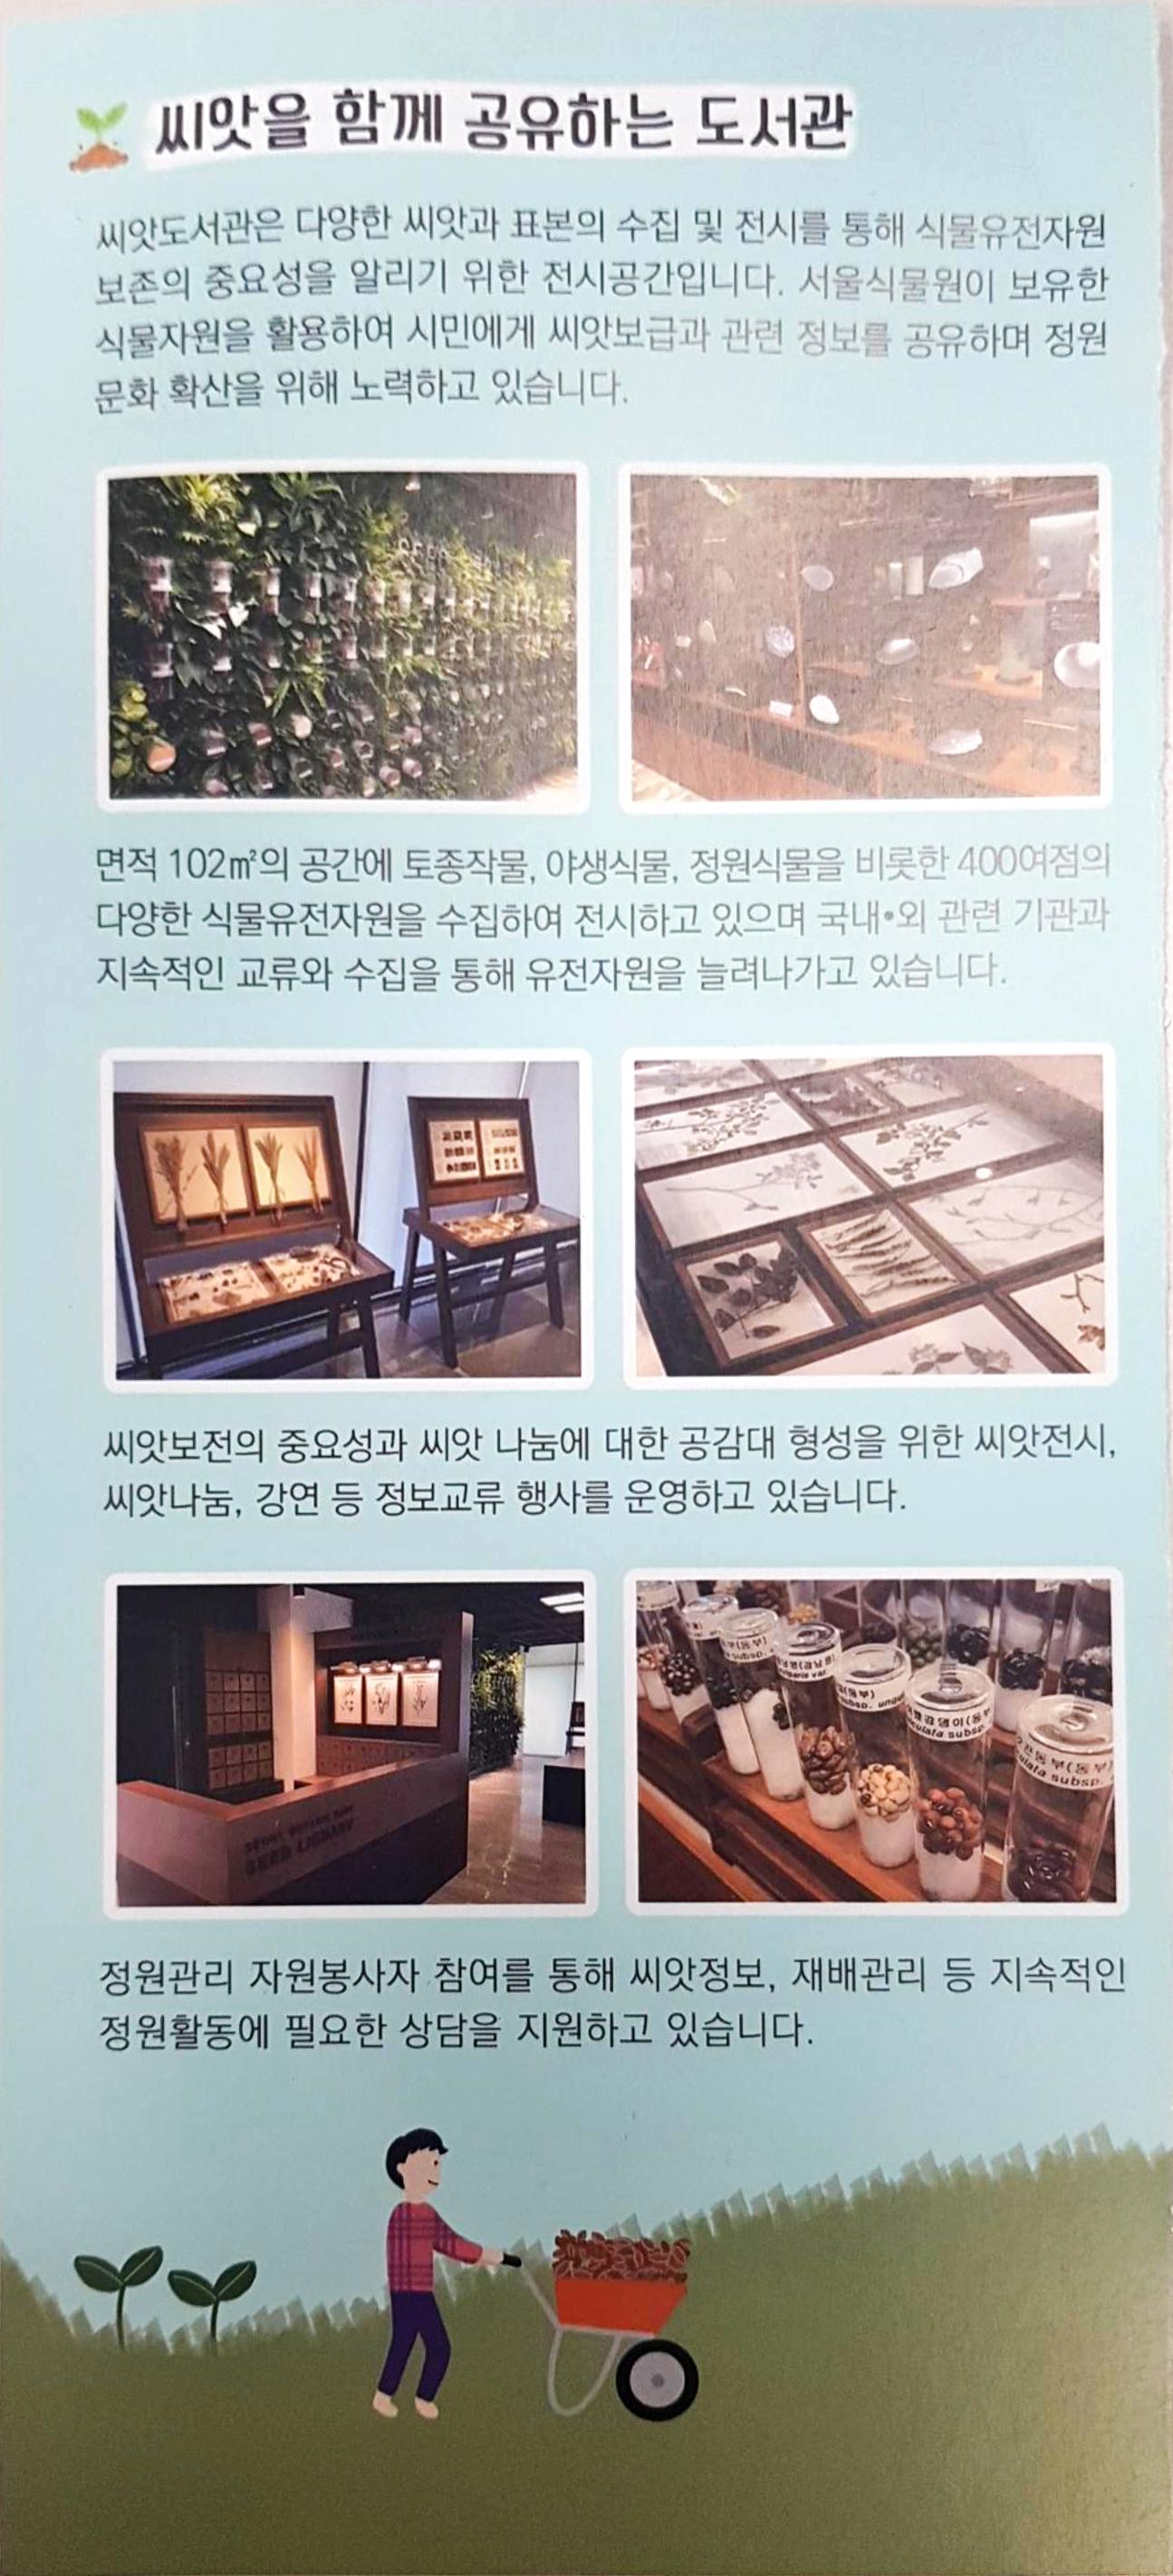 씨앗을 함께 공유하는 도서관
씨앗도서관은 다양한 씨앗과 표본의 수집 및 전시를 통해 식물유전자원
보존의 중요성을 알리기 위한 전시공간입니다. 서울식물원이 보유한
식물자원을 활용하여 시민에게 씨앗보급과 관련 정보를 공유하며 정원
문화 확산을 위해 노력하고 있습니다.
면적 102㎡의 공간에 토종작물, 야생식물, 정원식물을 비롯한 400여점의
다양한 식물유전자원을 수집하여 전시하고 있으며 국내•외 관련 기관과
지속적인 교류와 수집을 통해 유전자원을 늘려나가고 있습니다.
씨앗보전의 중요성과 씨앗 나눔에 대한 공감대 형성을 위한 씨앗전시,
씨앗나눔, 강연 등 정보교류 행사를 운영하고 있습니다.
SEED LIBRARY
(동부)
subsp.
(동부)
subsp.
subsp.
정원관리 자원봉사자 참여를 통해 씨앗정보, 재배관리 등 지속적인
정원활동에 필요한 상담을 지원하고 있습니다.